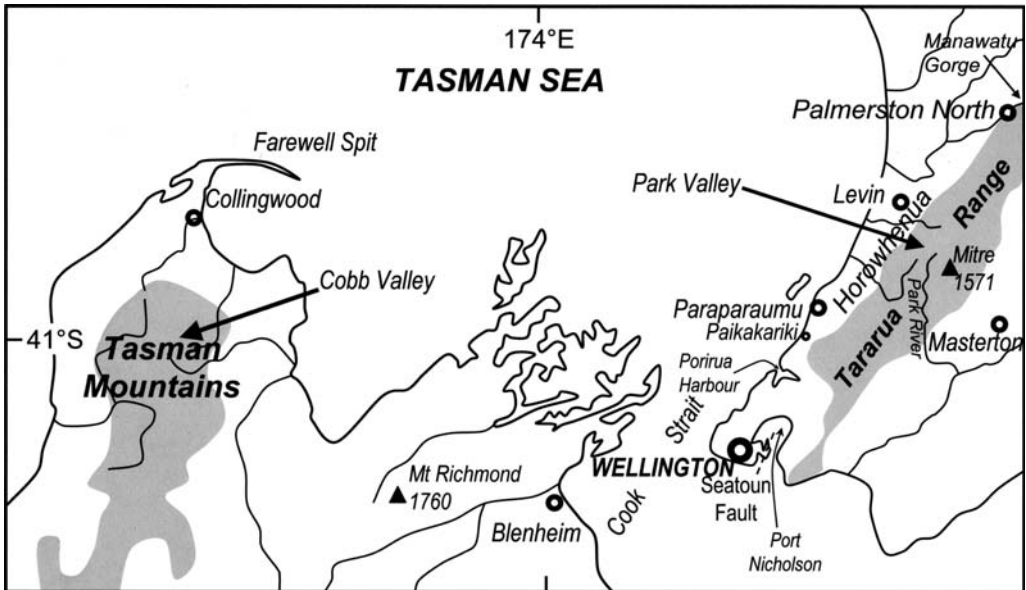 174°E
TASMAN SEA
Manawatu
Gorge
Palmerston North
Farewell Spit
Collingwood
Park Valley
Levin
Horowhenua
Range
Mitre
1571
Cobb Valley
Paraparaumu
Paikakariki
Park River
Masterton
41°S
Tasman
Mountains
Porirua
Harbour
Tararua
Strait
Mt Richmond
1760
WELLINGTON
Seatoun
Fault
Cook
Blenheim
Port
Nicholson